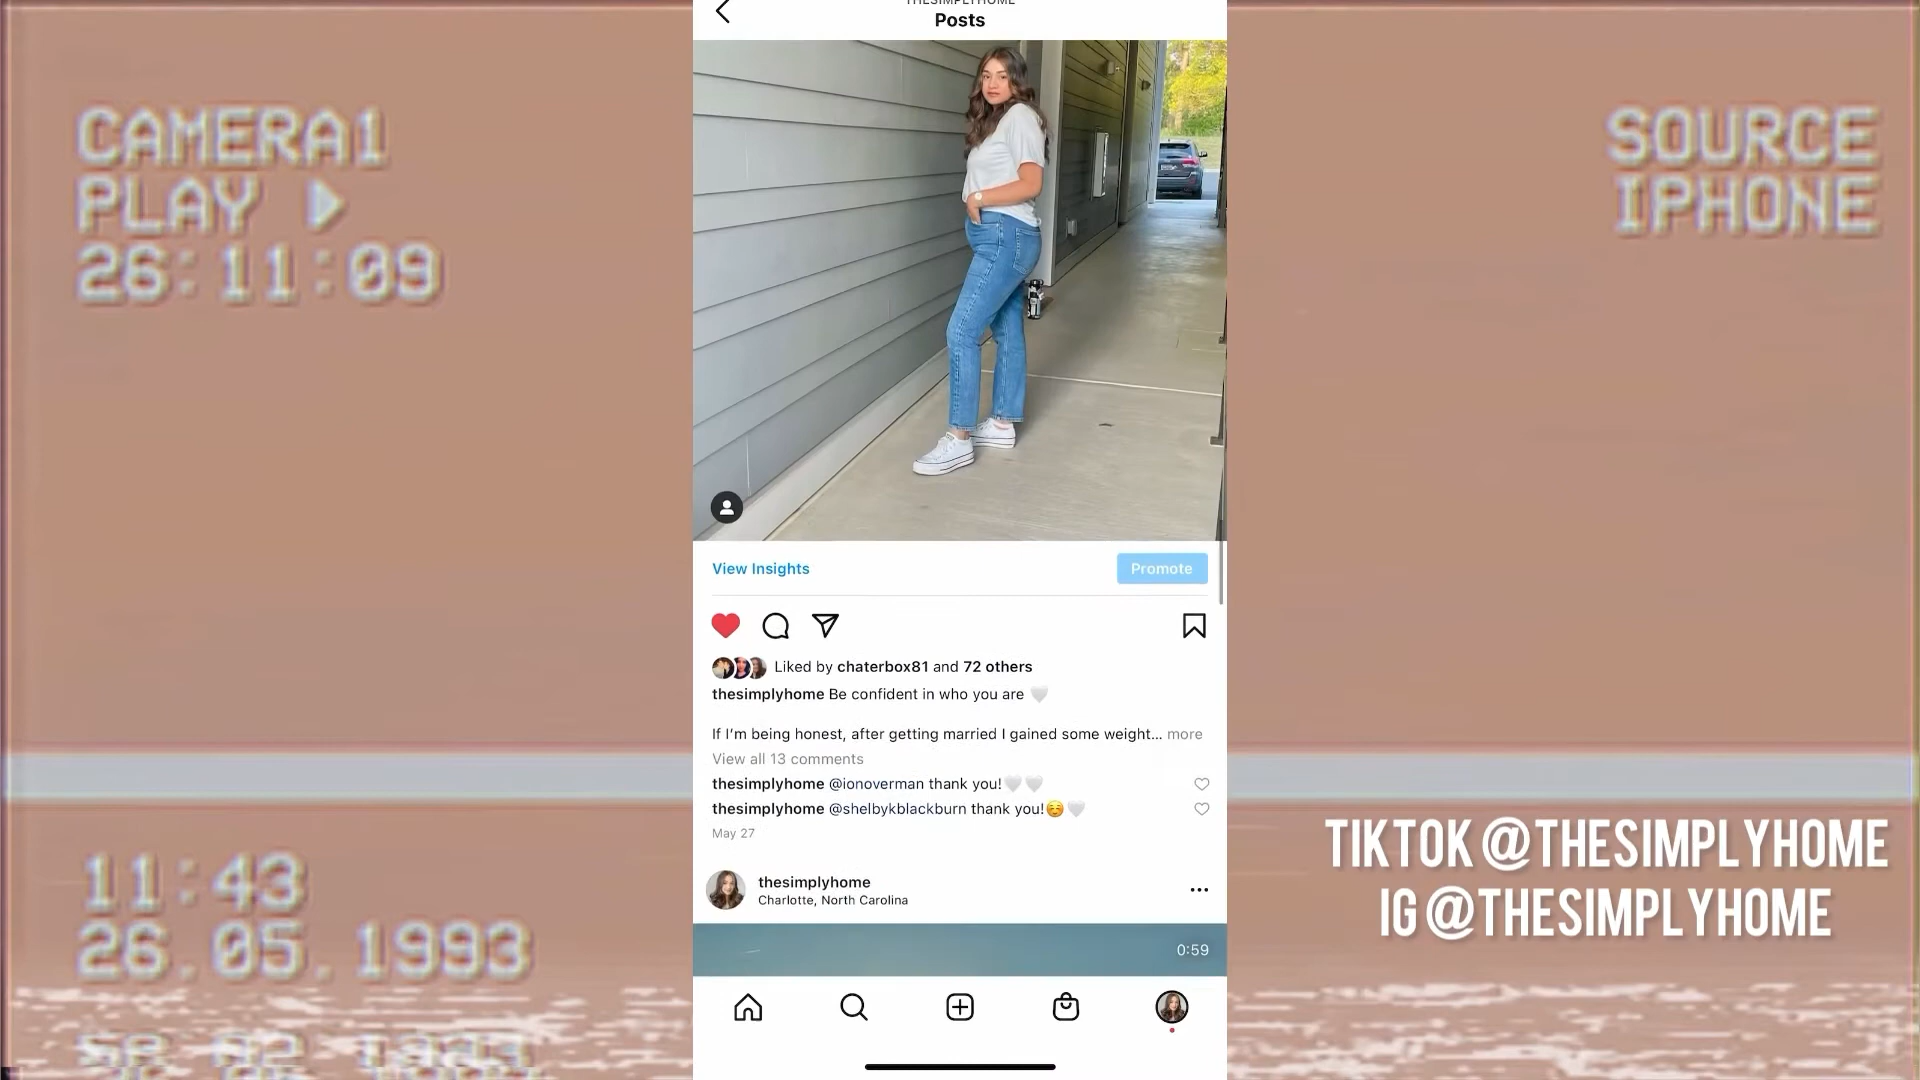 THESIMPLYHOME
Posts
CAMERA1
PLAY
26:11:09
SOURCE
IPHONE
View Insights
Promote
Liked by chaterbox81 and 72 others
thesimplyhome Be confident in who you are 🤍
If I'm being honest, after getting married I gained some weight... more
View all 13 comments
thesimplyhome @ionoverman thank you!🤍🤍
thesimplyhome @shelbykblackburn thank you!☺️🤍
May 27
thesimplyhome
Charlotte, North Carolina
0:59
11:43
26.05.1993
TIKTOK @THESIMPLYHOME
IG @THESIMPLYHOME